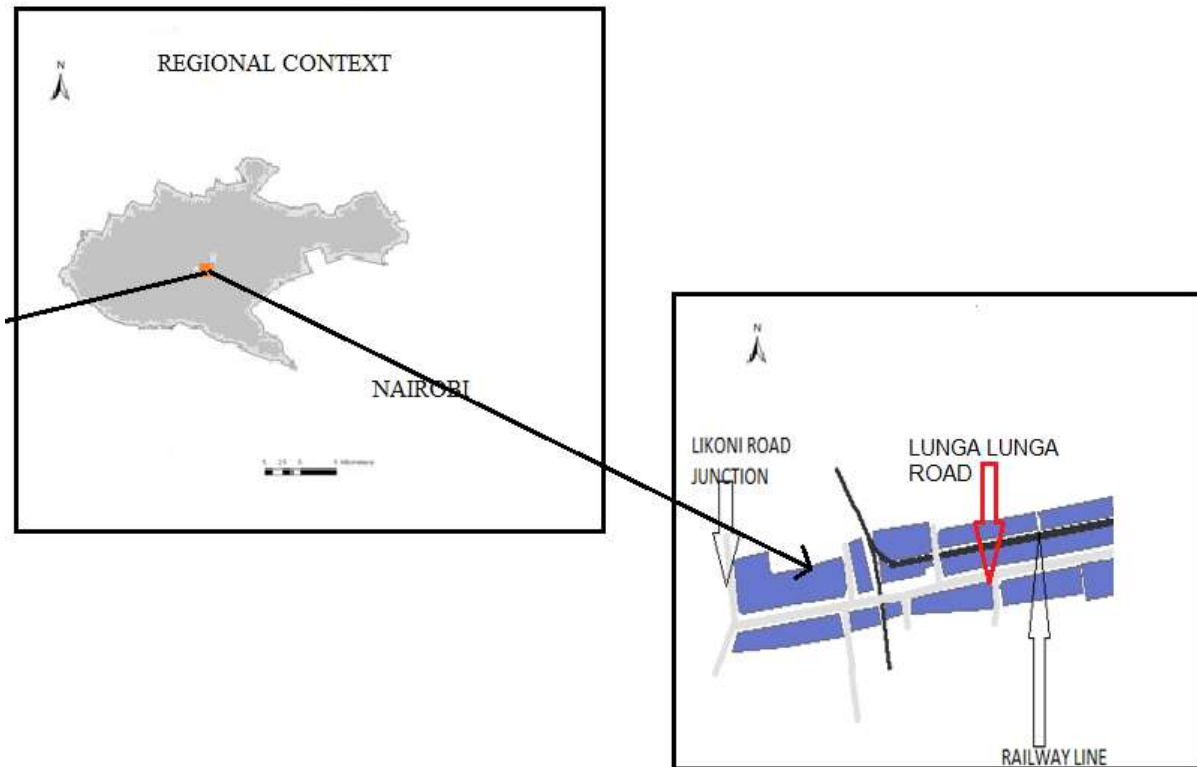 REGIONAL CONTEXT
N
NAIROBI
N
LIKONI ROAD
JUNCTION
LUNGA LUNGA
ROAD
RAILWAY LINE